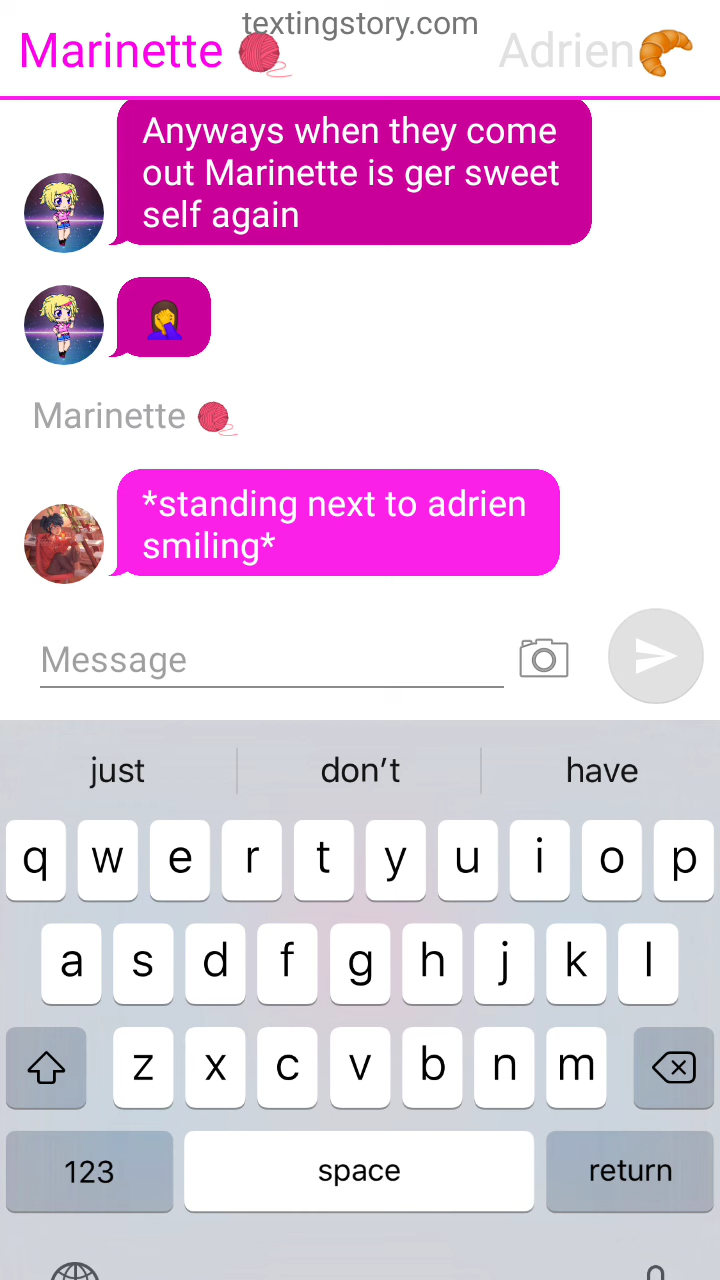 textingstory.com
Marinette 🧶
Adrien🥐
Anyways when they come
out Marinette is ger sweet
self again
🤦‍♀️
Marinette 🧶
*standing next to adrien
smiling*
Message
just don't have
q w e r t y u i o p
a s d f g h j k l
z x c v b n m
123 space return